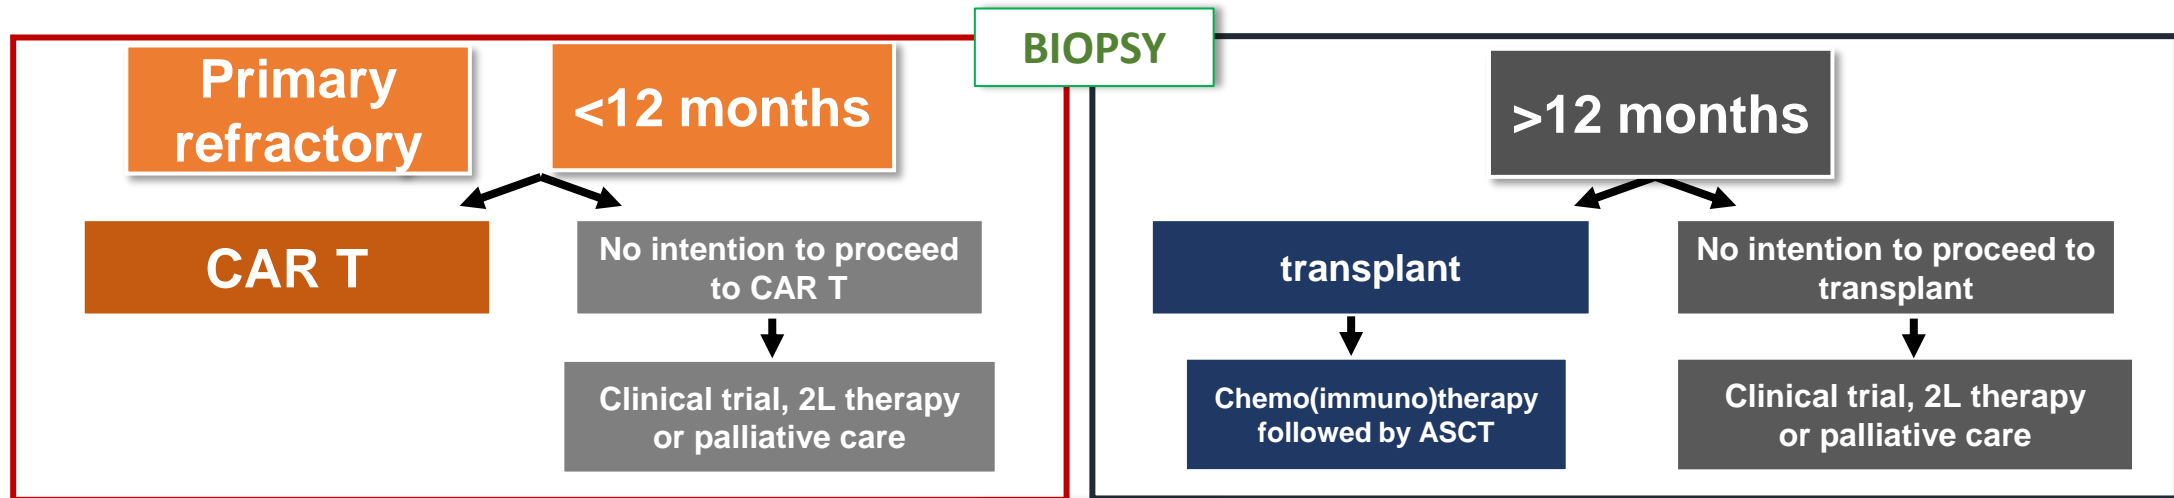 BIOPSY
Primary
refractory
<12 months
>12 months
CAR T
No intention to proceed
to CAR T
transplant
No intention to proceed to
transplant
Clinical trial, 2L therapy
or palliative care
Chemo(immuno)therapy
followed by ASCT
Clinical trial, 2L therapy
or palliative care